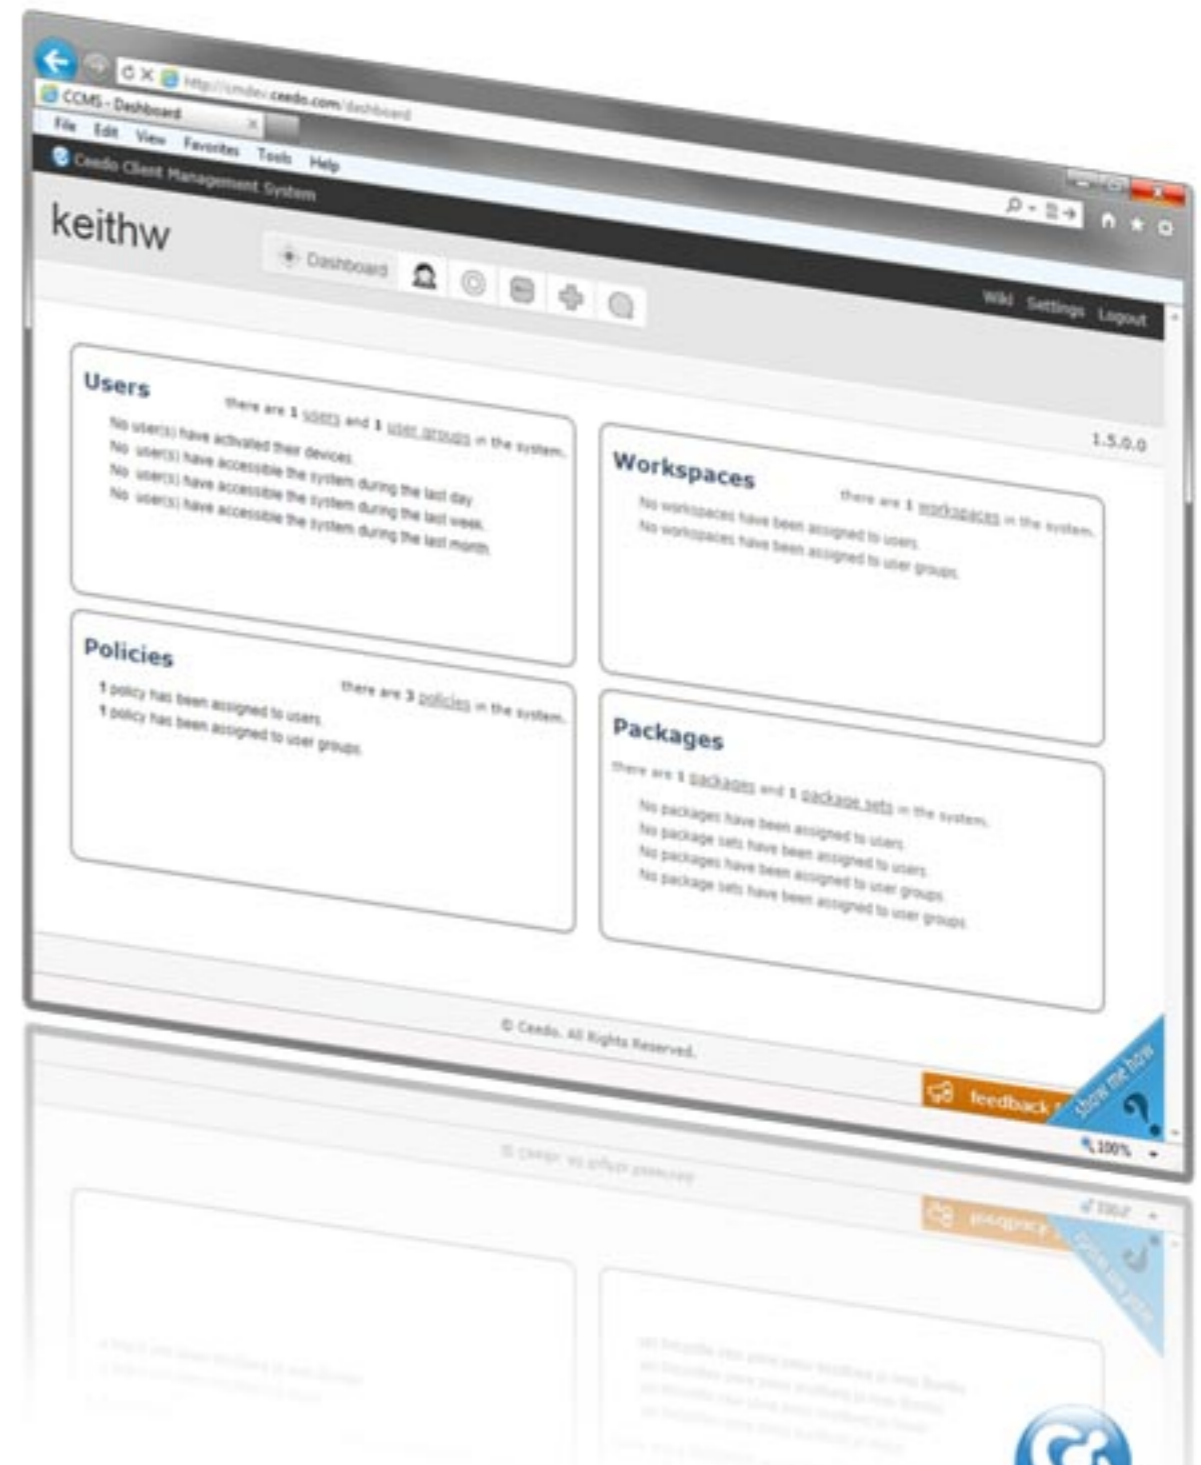 http://cmdev.ceedo.com/dashboard
CCMS - Dashboard
File Edit View Favorites Tools Help
Ceedo Client Management System
Wiki Settings Logout
keithw
Dashboard
1.5.0.0
Users
there are 1 users and 1 user groups in the system.
No user(s) have activated their devices.
No user(s) have accessible the system during the last day
No user(s) have accessible the system during the last week.
No user(s) have accessible the system during the last month.
Workspaces
there are 1 workspaces in the system.
No workspaces have been assigned to users.
No workspaces have been assigned to user groups.
Policies
there are 3 policies in the system.
1 policy has been assigned to users.
1 policy has been assigned to user groups.
Packages
there are 1 packages and 1 package sets in the system.
No packages have been assigned to users.
No package sets have been assigned to users.
No packages have been assigned to user groups.
No package sets have been assigned to user groups.
© Ceedo. All Rights Reserved.
feedback
show me how
?
100%